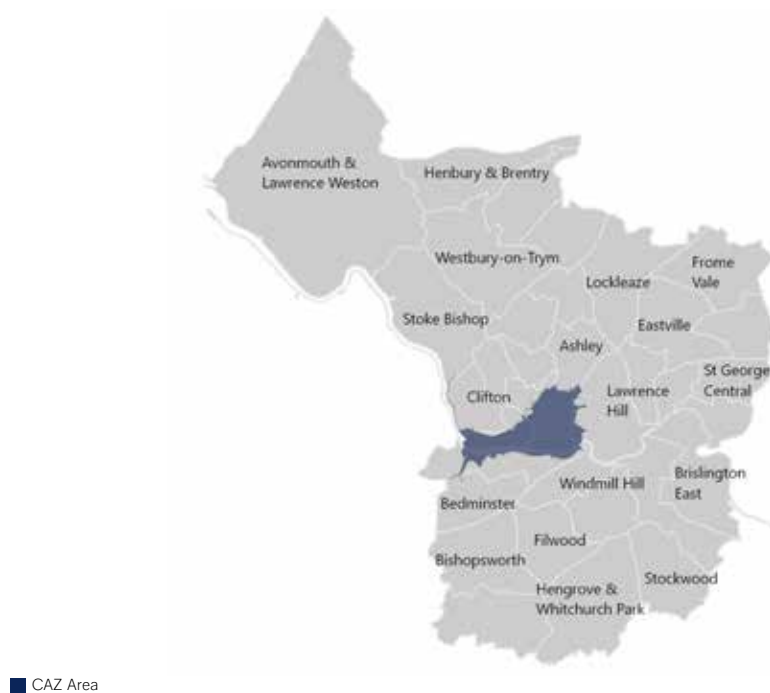 Avonmouth &
Lawrence Weston
Henbury & Brentry
Westbury-on-Trym
Frome
Vale
Lockleaze
Stoke Bishop
Eastville
Ashley
St George
Central
Clifton
Lawrence
Hill
Brislington
East
Windmill Hill
Bedminster
Filwood
Bishopsworth
Stockwood
Hengrove &
Whitchurch Park
CAZ Area